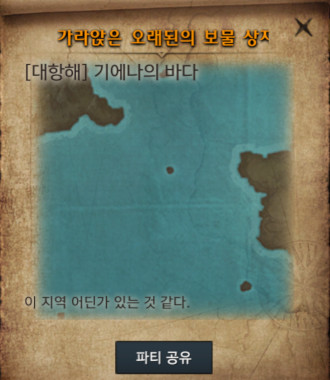 가라앉은 오래된의 보물 상자
[대항해] 기에나의 바다
이 지역 어딘가 있는 것 같다.
파티 공유